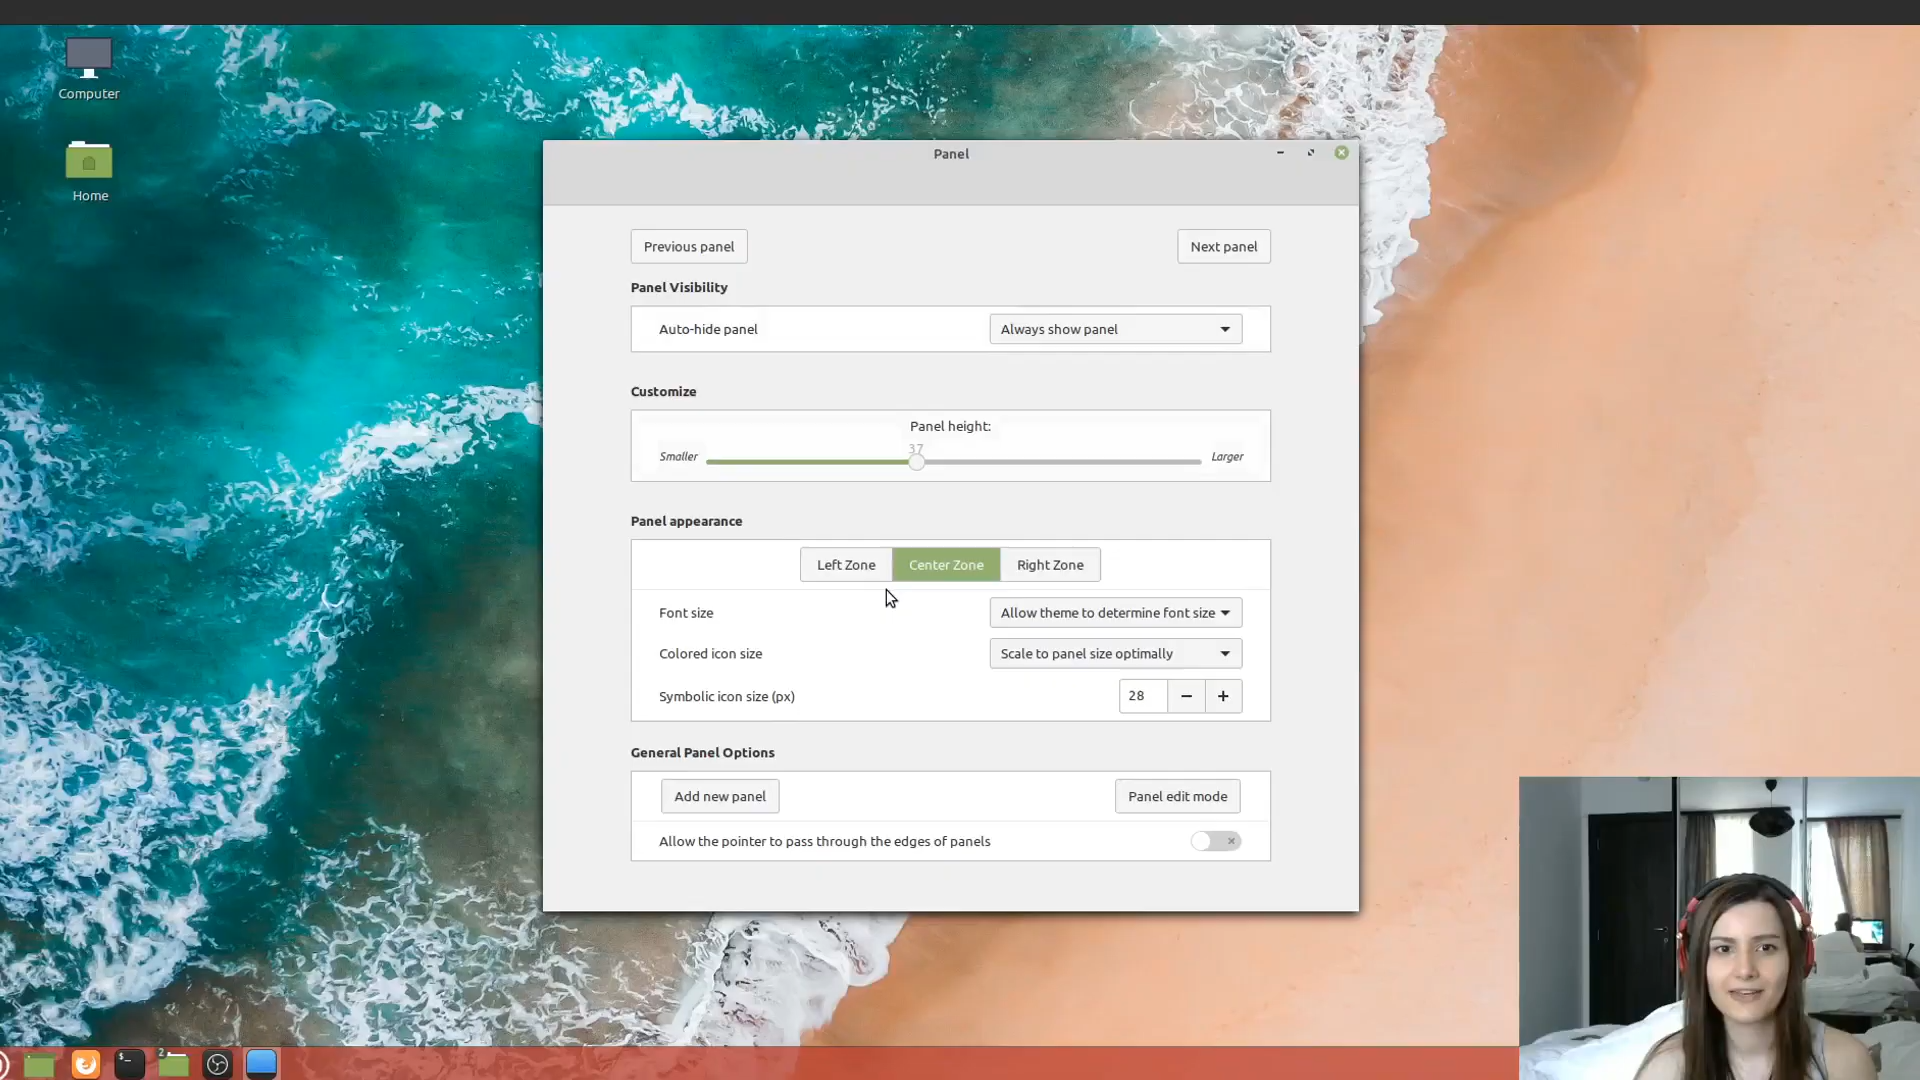 Computer
Home
Panel
Previous panel
Next panel
Panel Visibility
Auto-hide panel
Always show panel
Customize
Panel height:
37
Smaller
Larger
Panel appearance
Left Zone
Center Zone
Right Zone
Font size
Allow theme to determine font size
Colored icon size
Scale to panel size optimally
Symbolic icon size (px)
28
General Panel Options
Add new panel
Panel edit mode
Allow the pointer to pass through the edges of panels
$_
2